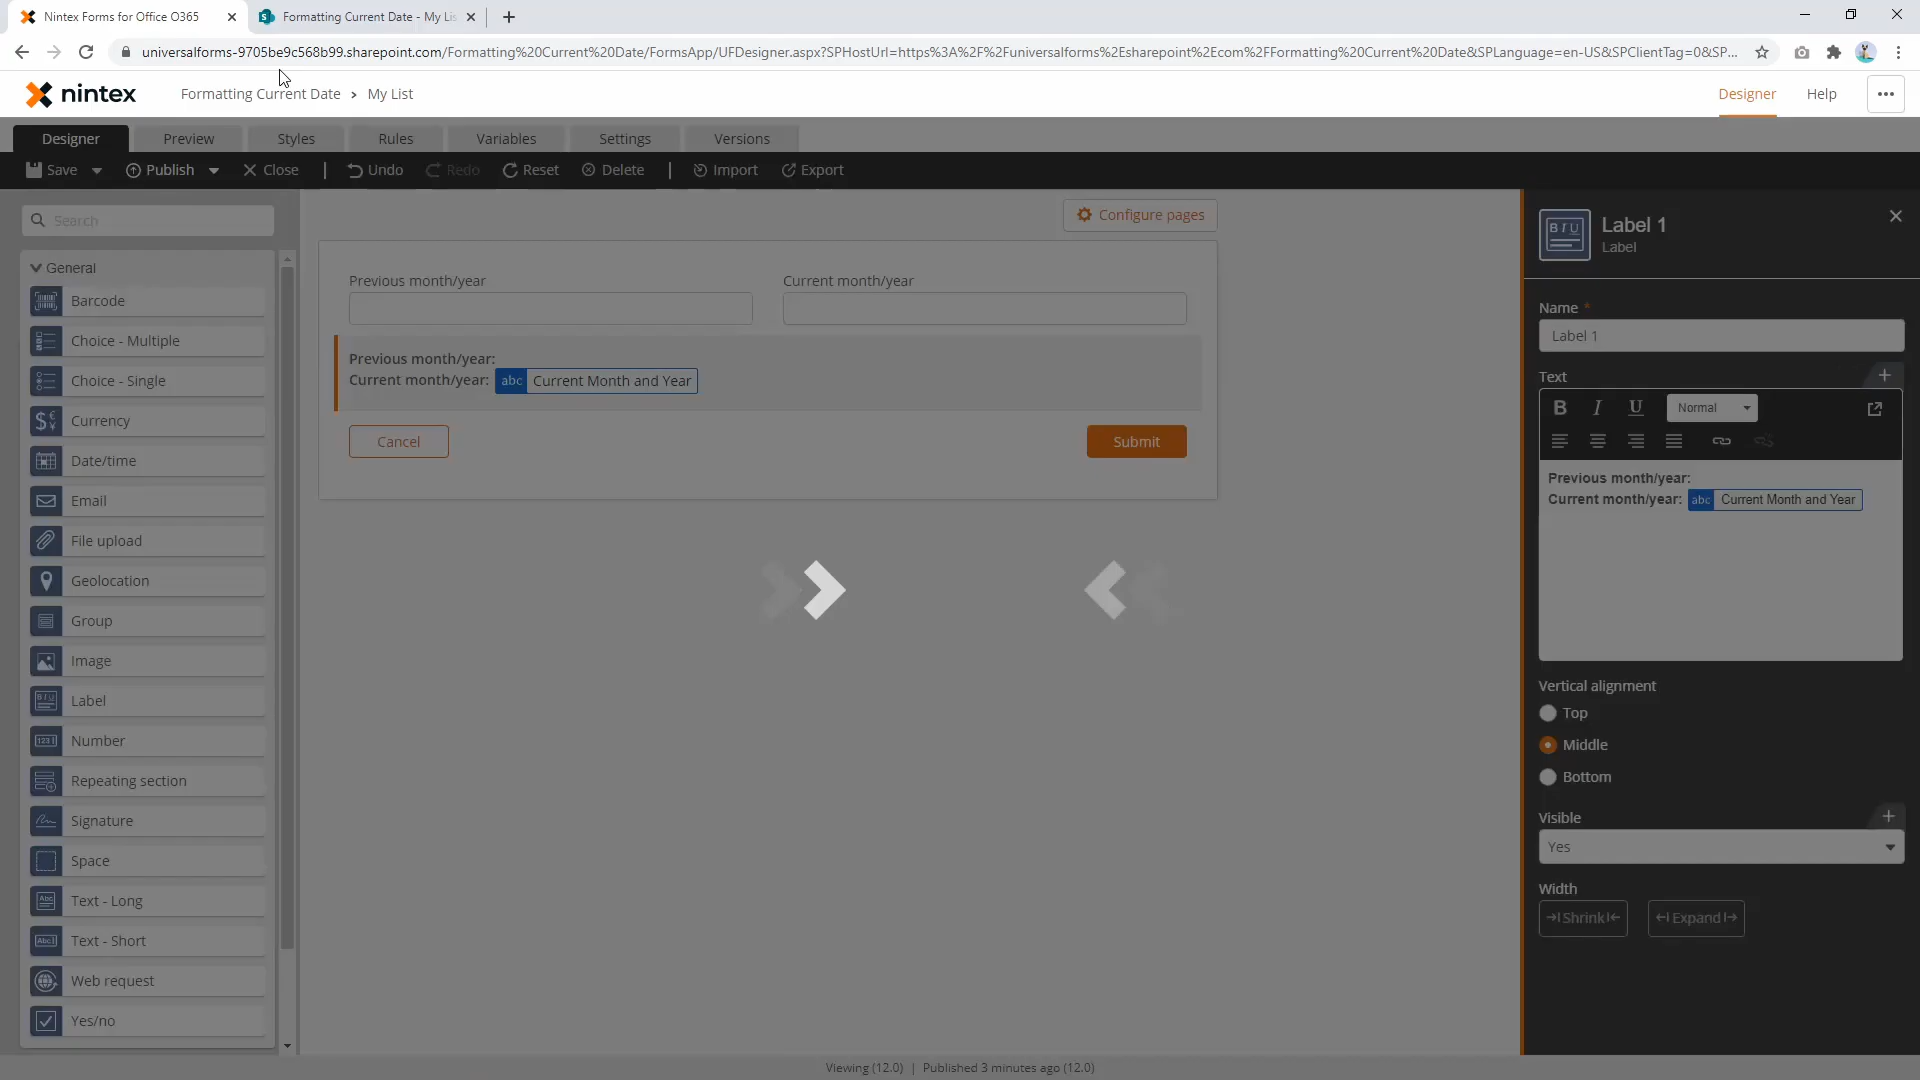 Nintex Forms for Office O365
Formatting Current Date - My Lis
universalforms-9705be9c568b99.sharepoint.com/Formatting%20Current%20Date/FormsApp/UFDesigner.aspx?SPHostUrl=https%3A%2F%2Funiversalforms%2Esharepoint%2Ecom%2FFormatting%20Current%20Date&SPLanguage=en-US&SPClientTag=0&SP...
nintex
Formatting Current Date > My List
Designer
Help
Designer
Preview
Styles
Rules
Variables
Settings
Versions
Save
Publish
Close
Undo
Redo
Reset
Delete
Import
Export
Search
General
Barcode
Choice - Multiple
Choice - Single
Currency
Date/time
Email
File upload
Geolocation
Group
Image
Label
Number
Repeating section
Signature
Space
Text - Long
Text - Short
Web request
Yes/no
Configure pages
Previous month/year
Current month/year
Previous month/year:
Current month/year: abc Current Month and Year
Cancel
Submit
Label 1
Label
Name *
Label 1
Text
B I U Normal
Previous month/year:
Current month/year: abc Current Month and Year
Vertical alignment
Top
Middle
Bottom
Visible
Yes
Width
Shrink
Expand
Viewing (12.0) | Published 3 minutes ago (12.0)